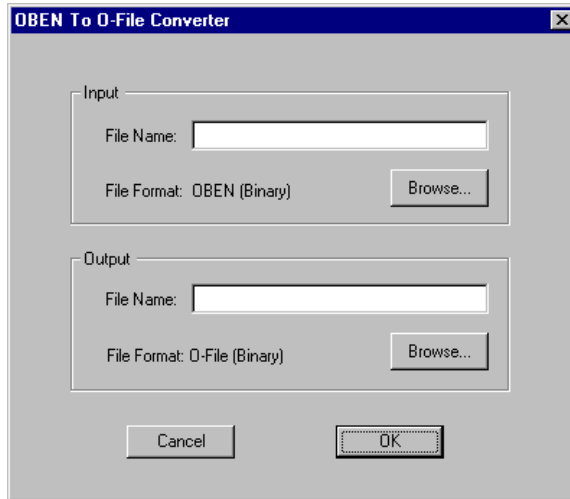 OBEN To O-File Converter
Input
File Name:
File Format: OBEN (Binary)
Browse...
Output
File Name:
File Format: O-File (Binary)
Browse...
Cancel
OK